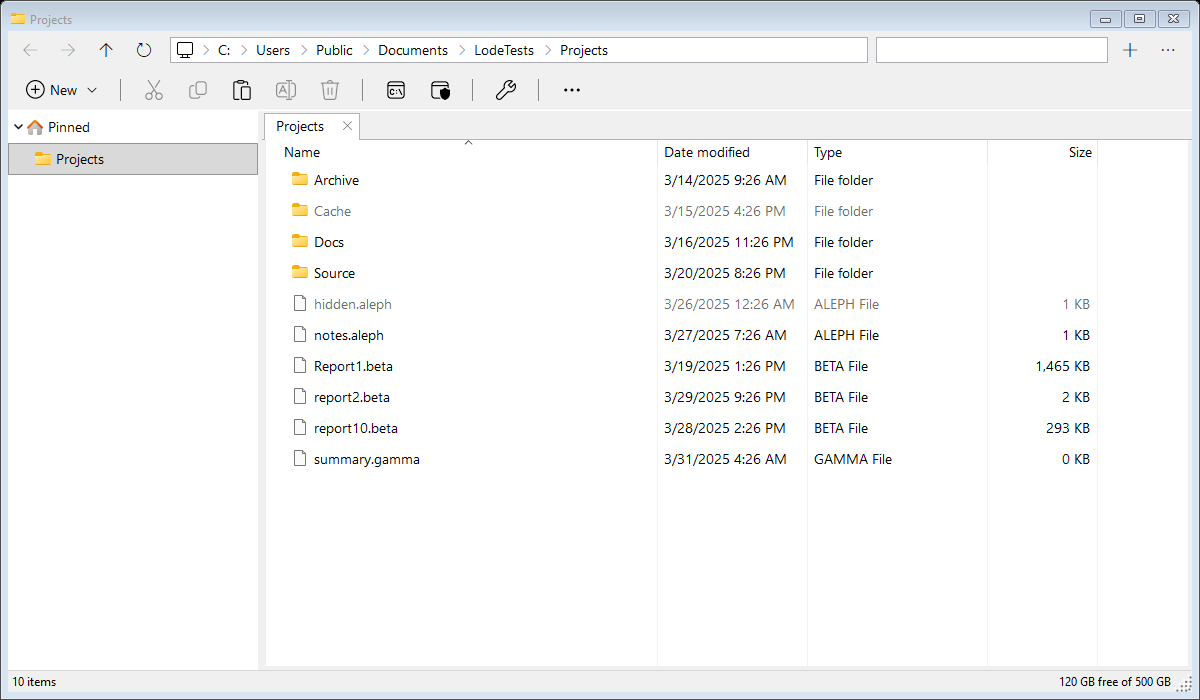 Projects
C: Users Public Documents LodeTests Projects
New
Pinned
Projects
Projects
Name Date modified Type Size
Archive 3/14/2025 9:26 AM File folder
Cache 3/15/2025 4:26 PM File folder
Docs 3/16/2025 11:26 PM File folder
Source 3/20/2025 8:26 PM File folder
hidden.aleph 3/26/2025 12:26 AM ALEPH File 1 KB
notes.aleph 3/27/2025 7:26 AM ALEPH File 1 KB
Report1.beta 3/19/2025 1:26 PM BETA File 1,465 KB
report2.beta 3/29/2025 9:26 PM BETA File 2 KB
report10.beta 3/28/2025 2:26 PM BETA File 293 KB
summary.gamma 3/31/2025 4:26 AM GAMMA File 0 KB
10 items 120 GB free of 500 GB